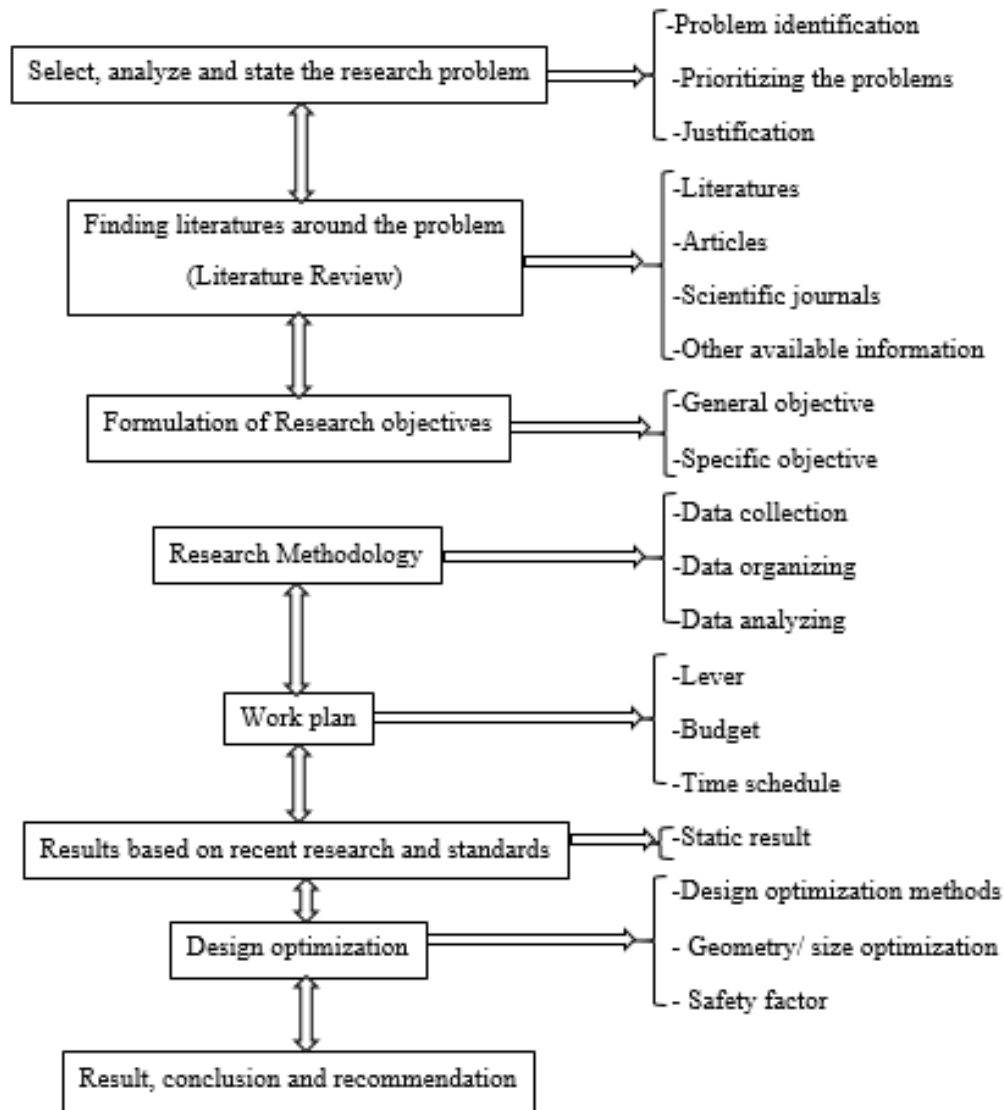 Select, analyze and state the research problem
-Problem identification
-Prioritizing the problems
-Justification
Finding literatures around the problem
(Literature Review)
-Literatures
-Articles
-Scientific journals
-Other available information
Formulation of Research objectives
-General objective
-Specific objective
Research Methodology
-Data collection
-Data organizing
-Data analyzing
Work plan
-Lever
-Budget
-Time schedule
Results based on recent research and standards
-Static result
Design optimization
-Design optimization methods
- Geometry/ size optimization
- Safety factor
Result, conclusion and recommendation